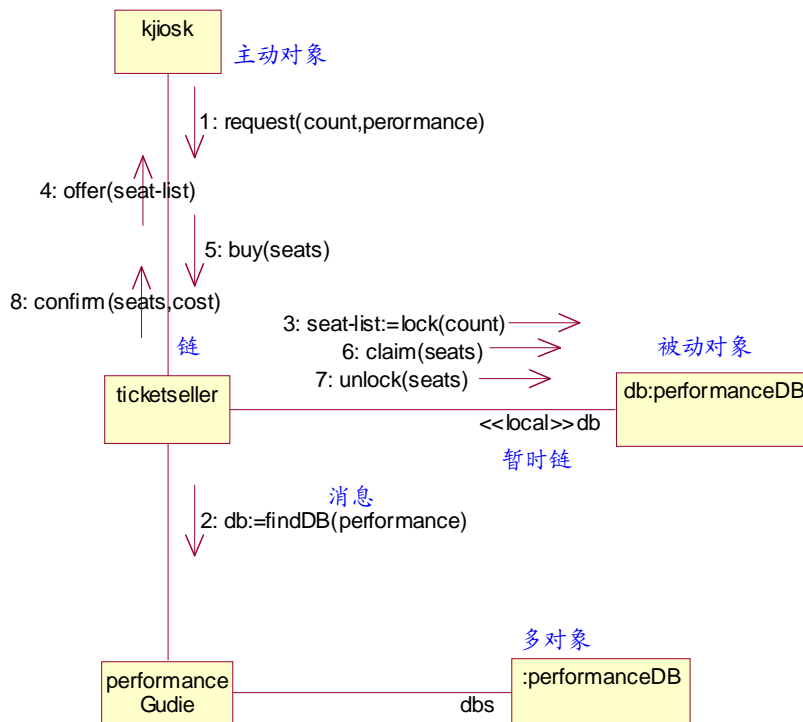 kjiosk
主动对象
1: request(count,perormance)
4: offer(seat-list)
5: buy(seats)
8: confirm(seats,cost)
3: seat-list:=lock(count)
链
6: claim(seats)
被动对象
7: unlock(seats)
ticketseller
db:performanceDB
<<local>>db
暂时链
消息
2: db:=findDB(performance)
多对象
performance
Gudie
:performanceDB
dbs